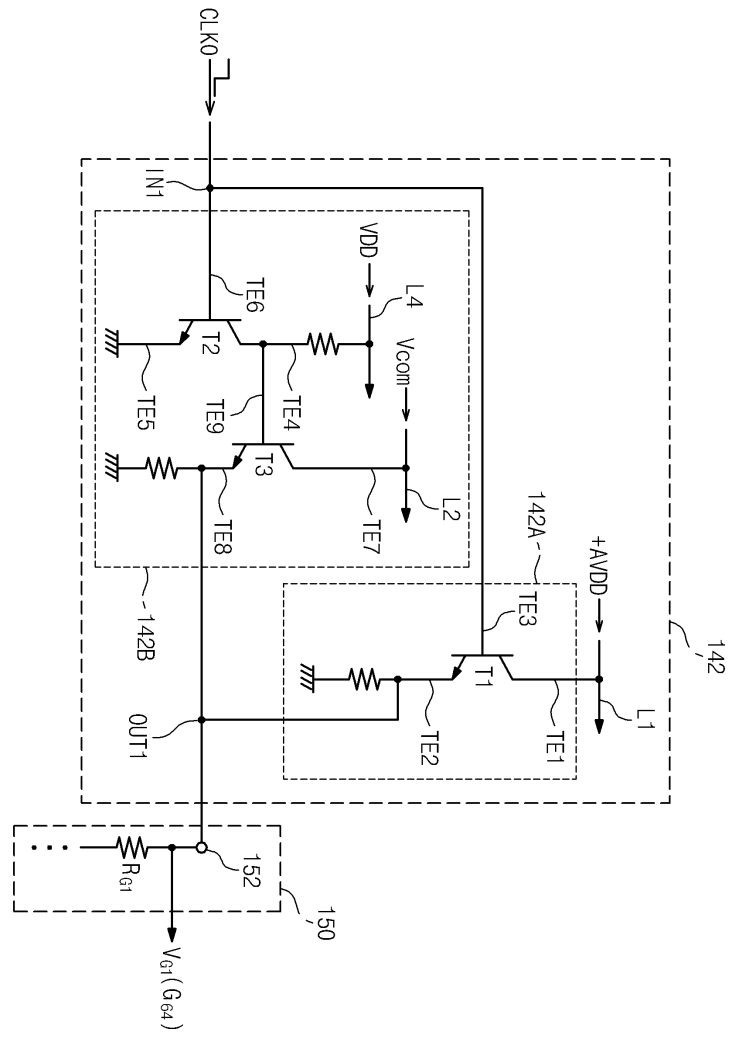 142
+AVDD
L1
142A
TE1
T1
TE3
TE2
VDD
L4
Vcom
L2
TE4
TE7
TE9
T3
TE6
T2
TE8
TE5
142B
IN1
CLK0
OUT1
152
RG1
150
VG1(G64)